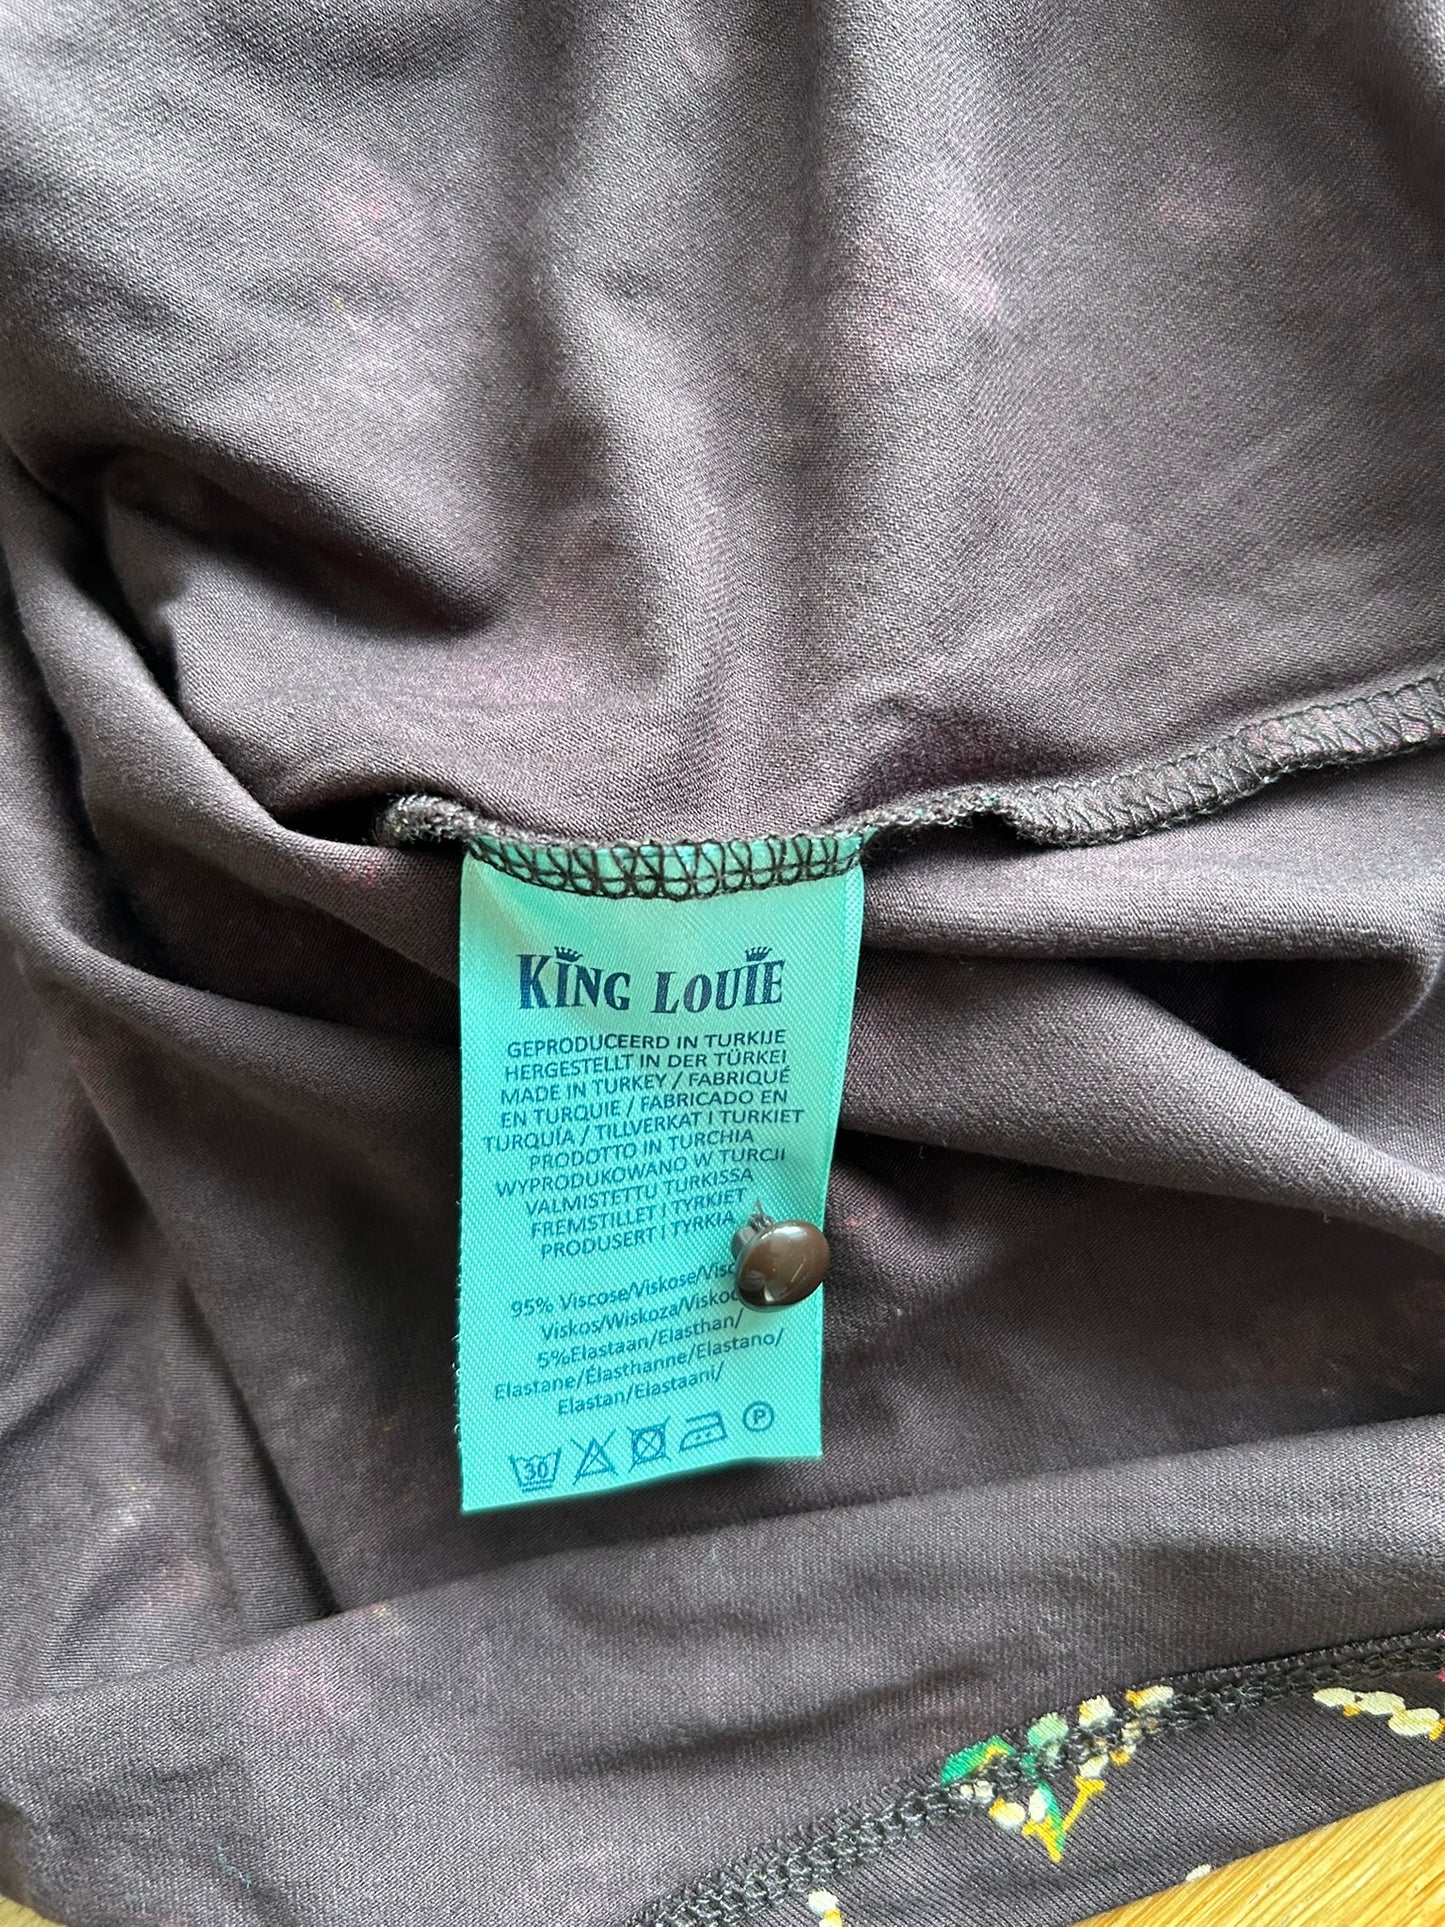 KING LOUIE
GEPRODUCEERD IN TURKIJE
HERGESTELLT IN DER TÜRKEI
MADE IN TURKEY / FABRIQUÉ
EN TURQUIE / FABRICADO EN
TURQUÍA / TILLVERKAT I TURKIET
PRODOTTO IN TURCHIA
WYPRODUKOWANO W TURCJI
VALMISTETTU TURKISSA
FREMSTILLET I TYRKIET
PRODUSERT I TYRKIA
95% Viscose/Viskose/Visc
Viskos/Wiskoza/Visko
5%Elastaan/Elasthan/
Elastane/Élasthanne/Elastano/
Elastan/Elastaani/
30 P